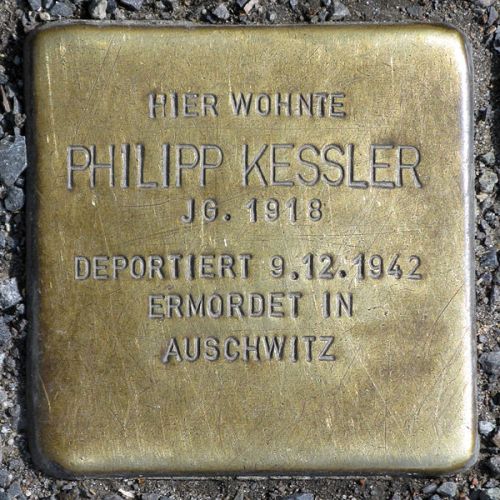 HIER WOHNTE
PHILIPP KESSLER
JG. 1918
DEPORTIERT 9.12.1942
ERMORDET IN
AUSCHWITZ